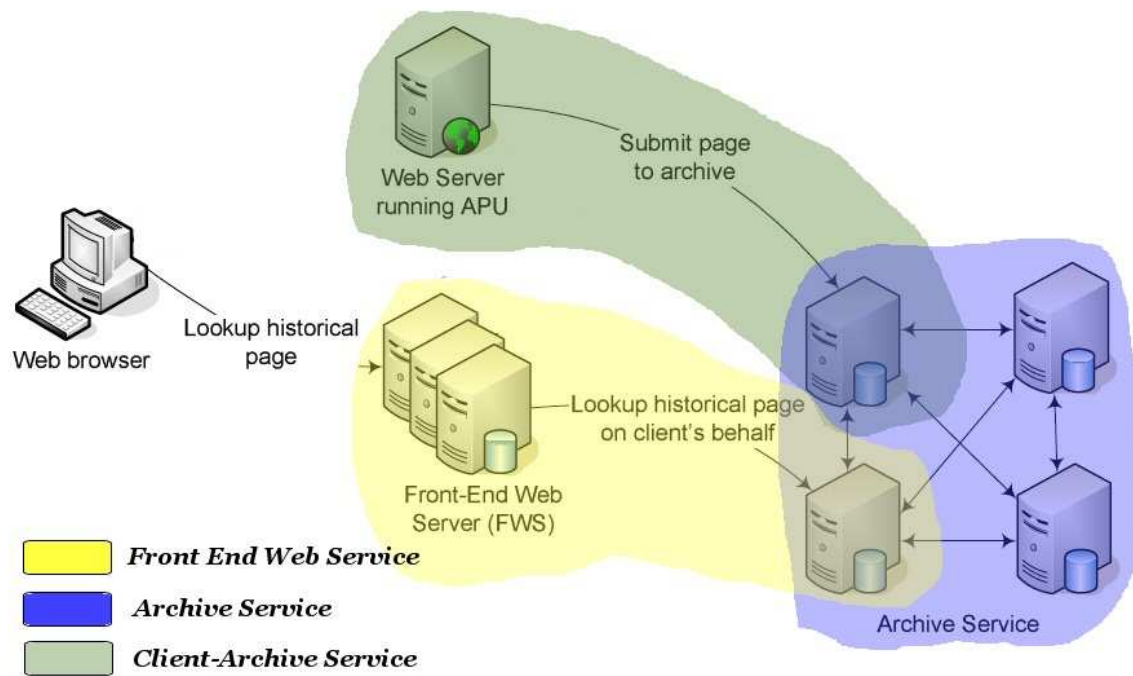 Web Server
running APU
Submit page
to archive
Web browser
Lookup historical
page
Lookup historical page
on client's behalf
Front-End Web
Server (FWS)
Archive Service
Front End Web Service
Archive Service
Client-Archive Service